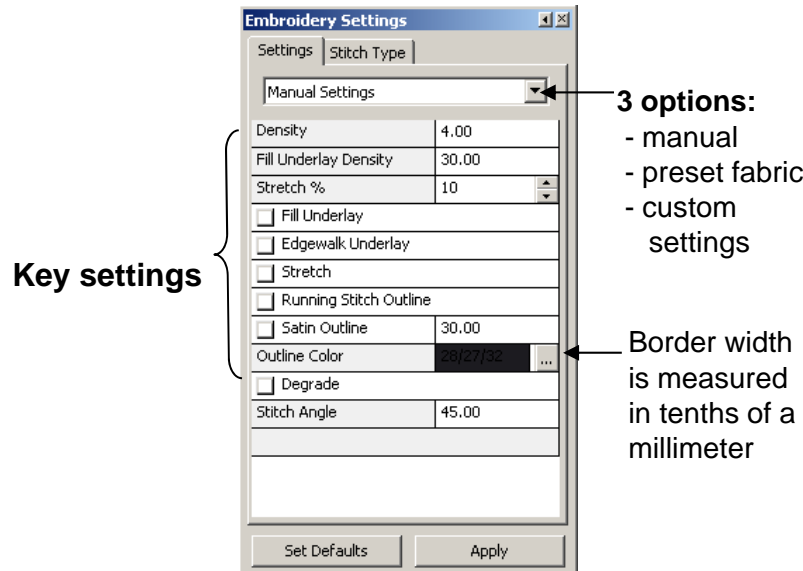 Embroidery Settings
Settings
Stitch Type
Manual Settings
Density 4.00
Fill Underlay Density 30.00
Stretch % 10
Fill Underlay
Edgewalk Underlay
Stretch
Running Stitch Outline
Satin Outline 30.00
Outline Color 28/27/32 ...
Degrade
Stitch Angle 45.00
Set Defaults
Apply
Key settings
3 options:
- manual
- preset fabric
- custom
settings
Border width
is measured
in tenths of a
millimeter